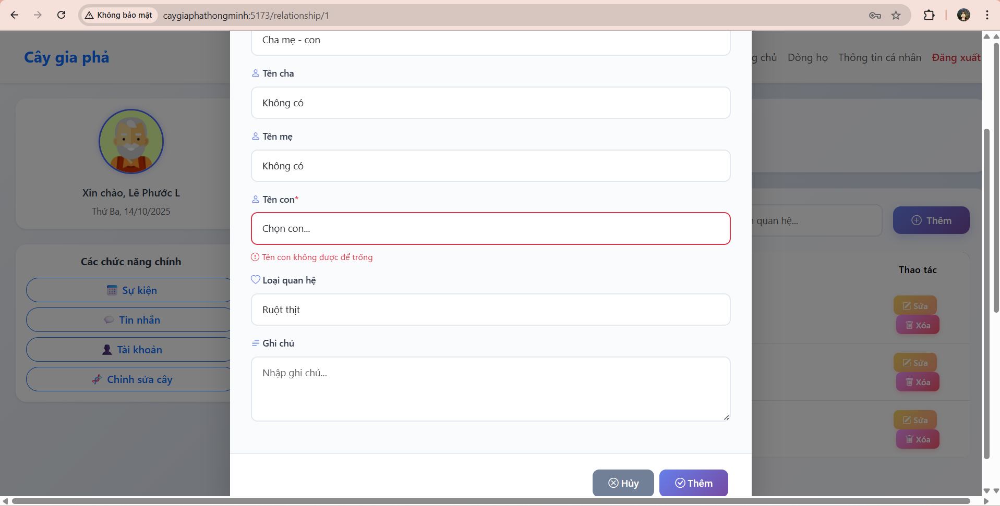 Không bảo mật
caygiaphathongminh:5173/relationship/1
Cây gia phả
g chủ
Dòng họ
Thông tin cá nhân
Đăng xuất
Xin chào, Lê Phước L
Thứ Ba, 14/10/2025
Các chức năng chính
Sự kiện
Tin nhắn
Tài khoản
Chỉnh sửa cây
Cha mẹ - con
Tên cha
Không có
Tên mẹ
Không có
Tên con*
Chọn con...
Tên con không được để trống
Loại quan hệ
Ruột thịt
Ghi chú
Nhập ghi chú...
Hủy
Thêm
quan hệ...
Thêm
Thao tác
Sửa
Xóa
Sửa
Xóa
Sửa
Xóa